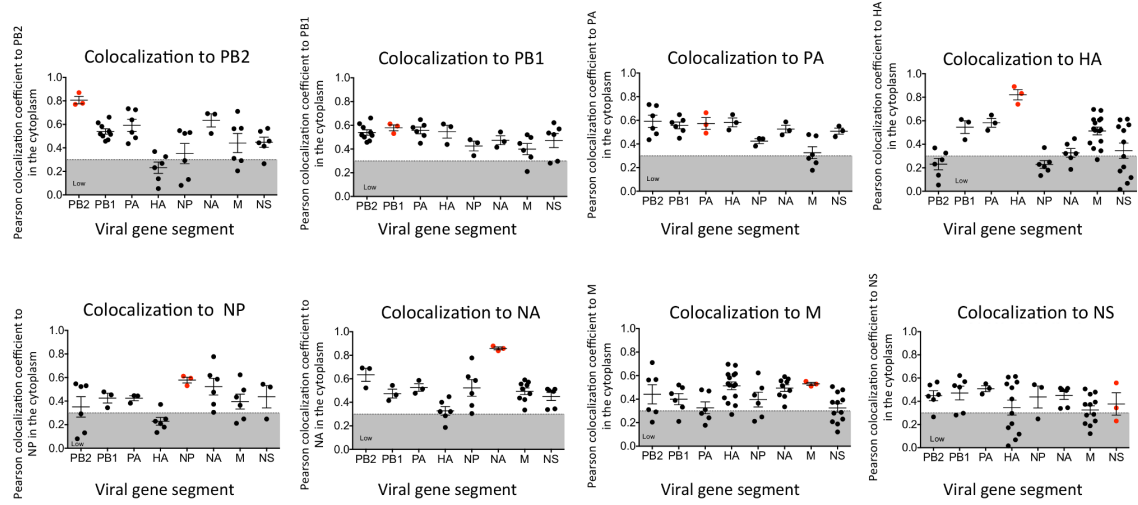 Colocalization to PB2
Pearson colocalization coefficient to PB2
in the cytoplasm
1.0
0.8
0.6
0.4
0.2
0.0
Low
PB2 PB1 PA HA NP NA M NS
Viral gene segment
Colocalization to PB1
Pearson colocalization coefficient to PB1
in the cytoplasm
1.0
0.8
0.6
0.4
0.2
0.0
Low
PB2 PB1 PA HA NP NA M NS
Viral gene segment
Colocalization to PA
Pearson colocalization coefficient to PA
in the cytoplasm
1.0
0.8
0.6
0.4
0.2
0.0
Low
PB2 PB1 PA HA NP NA M NS
Viral gene segment
Colocalization to HA
Pearson colocalization coefficient to HA
in the cytoplasm
1.0
0.8
0.6
0.4
0.2
0.0
Low
PB2 PB1 PA HA NP NA M NS
Viral gene segment
Colocalization to NP
Pearson colocalization coefficient to
NP in the cytoplasm
1.0
0.8
0.6
0.4
0.2
0.0
Low
PB2 PB1 PA HA NP NA M NS
Viral gene segment
Colocalization to NA
Pearson colocalization coefficient to
NA in the cytoplasm
1.0
0.8
0.6
0.4
0.2
0.0
Low
PB2 PB1 PA HA NP NA M NS
Viral gene segment
Colocalization to M
Pearson colocalization coefficient to M
in the cytoplasm
1.0
0.8
0.6
0.4
0.2
0.0
Low
PB2 PB1 PA HA NP NA M NS
Viral gene segment
Colocalization to NS
Pearson colocalization coefficient to NS
in the cytoplasm
1.0
0.8
0.6
0.4
0.2
0.0
Low
PB2 PB1 PA HA NP NA M NS
Viral gene segment